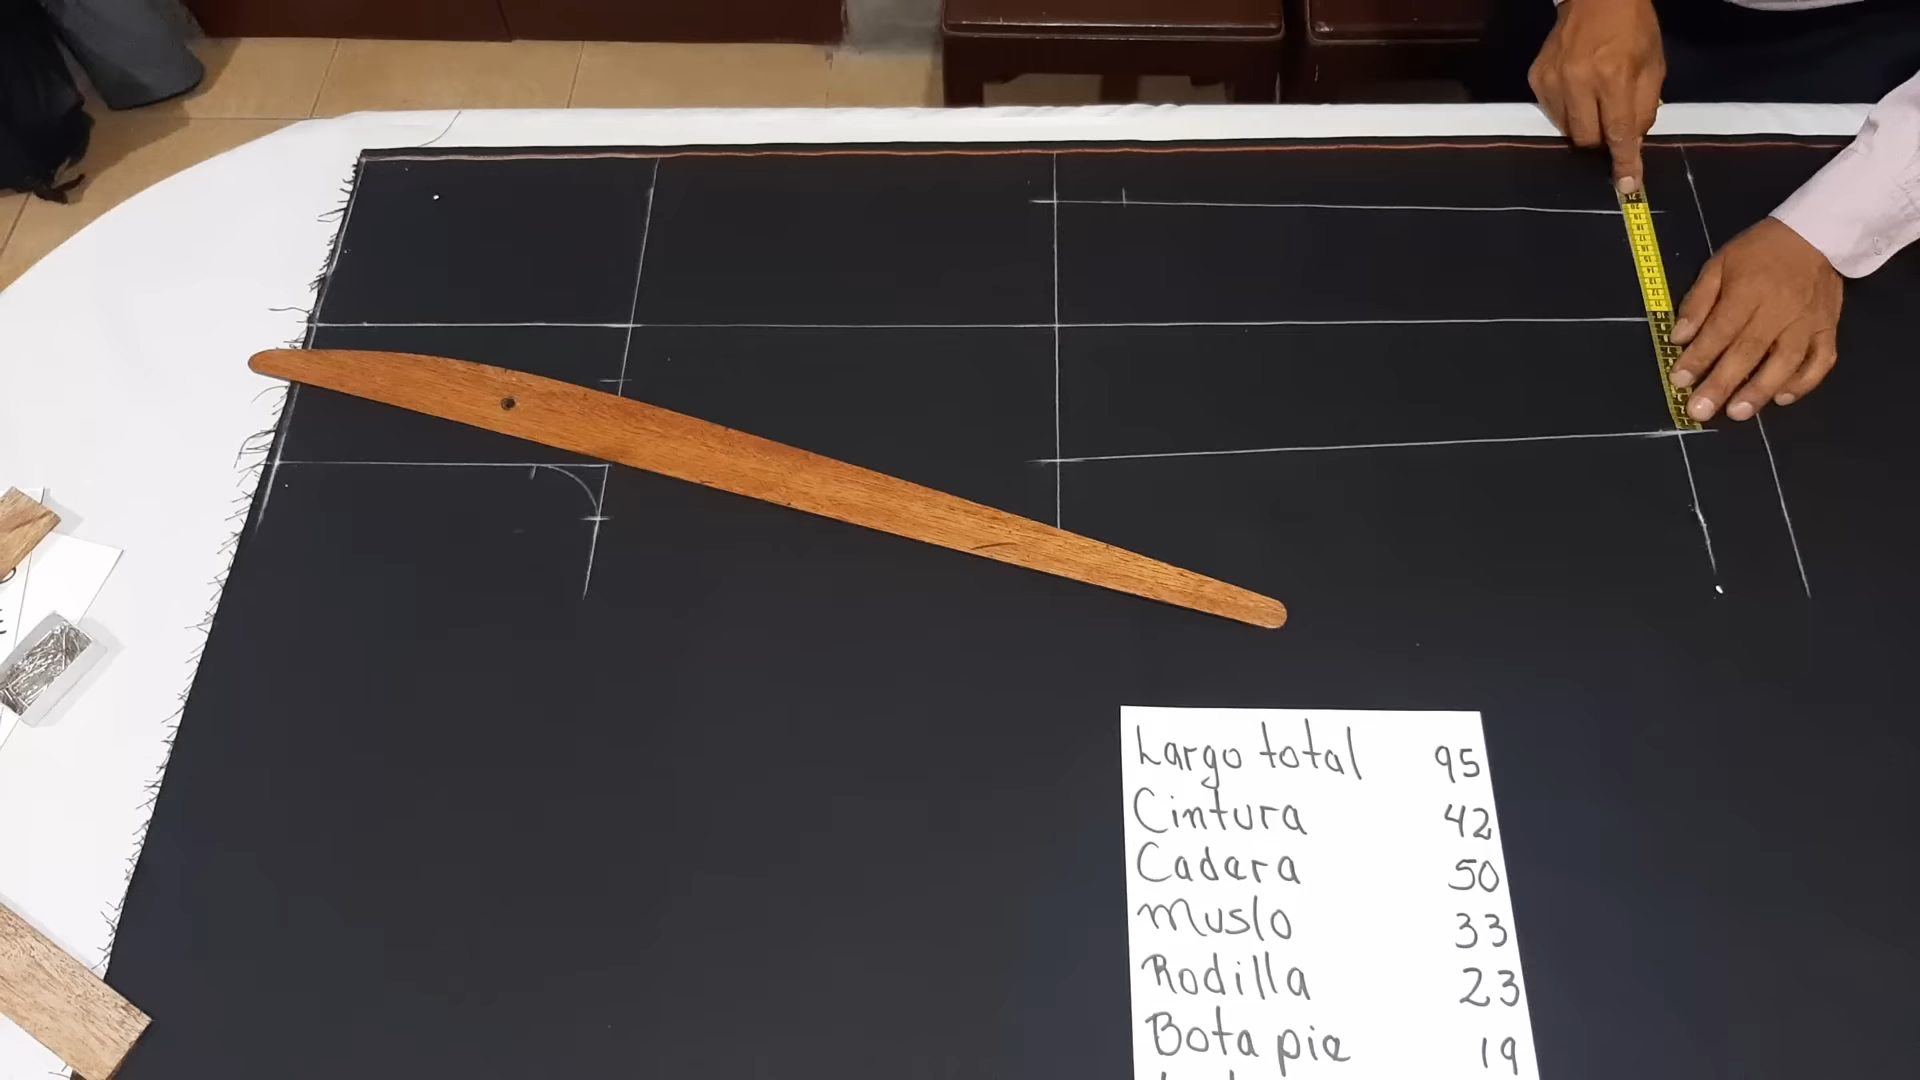 Largo total 95
Cintura 42
Cadera 50
Muslo 33
Rodilla 23
Bota pie 19